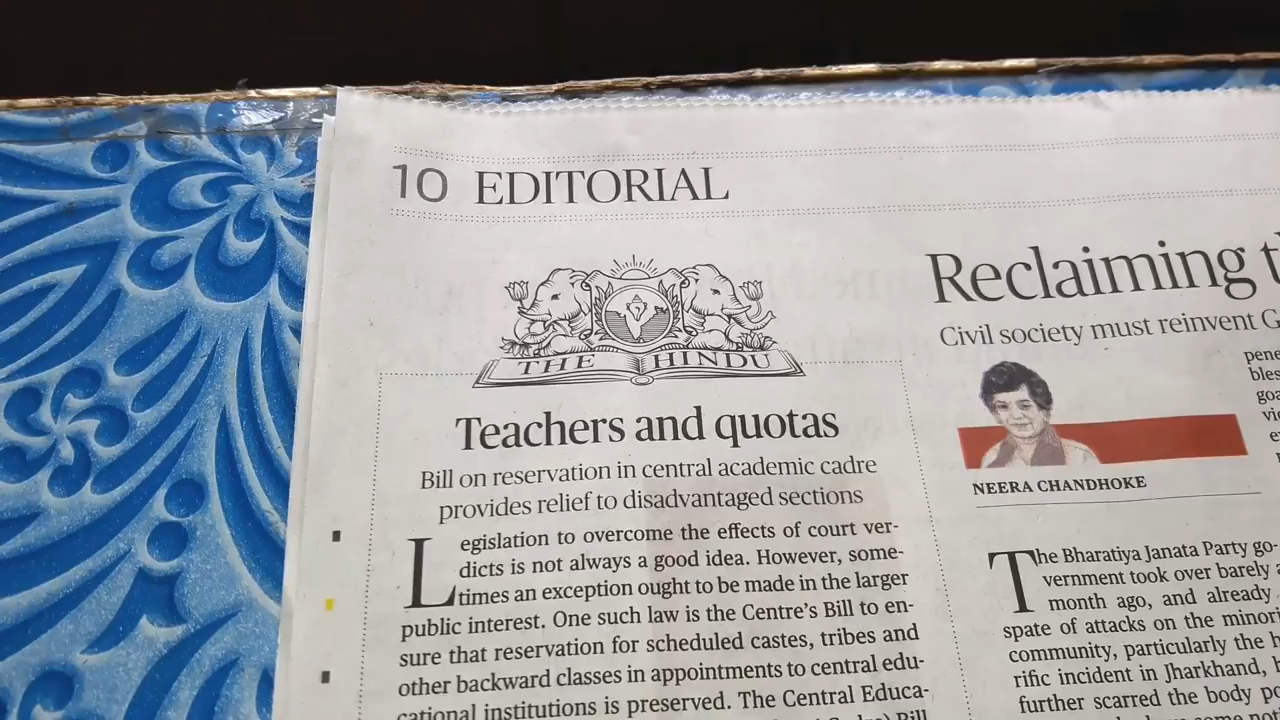 10 EDITORIAL
THE HINDU
Teachers and quotas
Bill on reservation in central academic cadre
provides relief to disadvantaged sections
Legislation to overcome the effects of court ver-
dicts is not always a good idea. However, some-
times an exception ought to be made in the larger
public interest. One such law is the Centre's Bill to en-
sure that reservation for scheduled castes, tribes and
other backward classes in appointments to central edu-
cational institutions is preserved. The Central Educa-
Bill
Reclaiming
Civil society must reinvent
NEERA CHANDHOKE
The Bharatiya Janata Party go-
vernment took over barely
month ago, and already
spate of attacks on the
community, particularly the
rific incident in Jharkhand,
further scarred the body